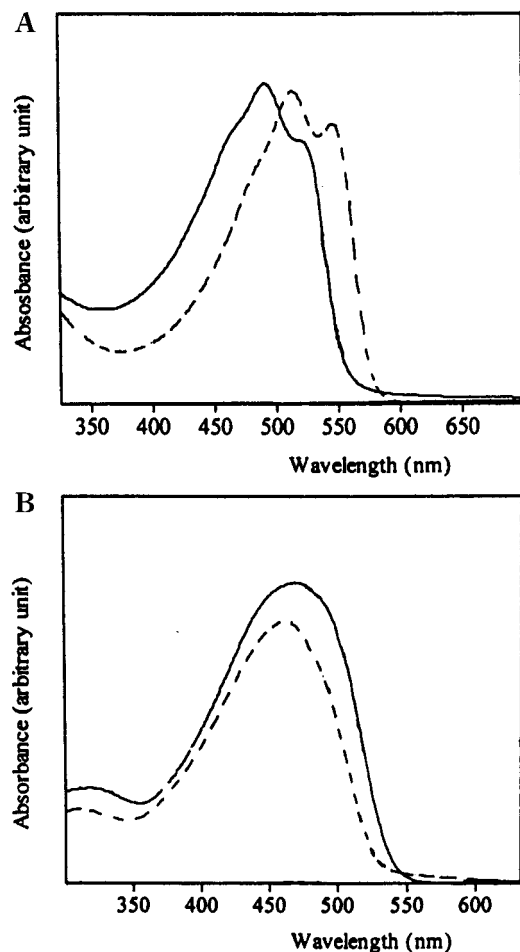 A
Absosbance (arbitrary unit)
350 400 450 500 550 600 650
Wavelength (nm)
B
Absorbance (arbitrary unit)
350 400 450 500 550 600
Wavelength (nm)